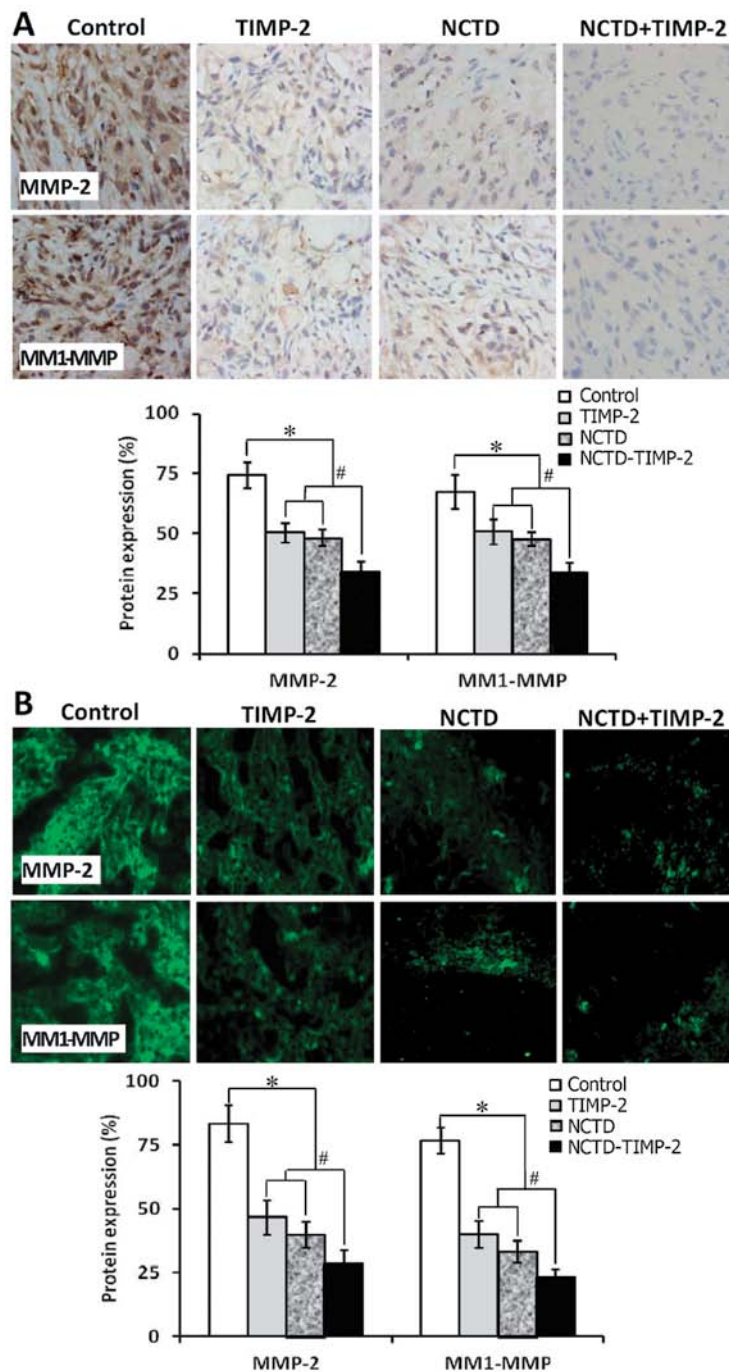 A
Control TIMP-2 NCTD NCTD+TIMP-2
MMP-2
MM1-MMP
100
75
50
25
0
Protein expression (%)
* #
* #
Control
TIMP-2
NCTD
NCTD-TIMP-2
MMP-2 MM1-MMP
B
Control TIMP-2 NCTD NCTD+TIMP-2
MMP-2
MM1-MMP
100
75
50
25
0
Protein expression (%)
* #
* #
Control
TIMP-2
NCTD
NCTD-TIMP-2
MMP-2 MM1-MMP